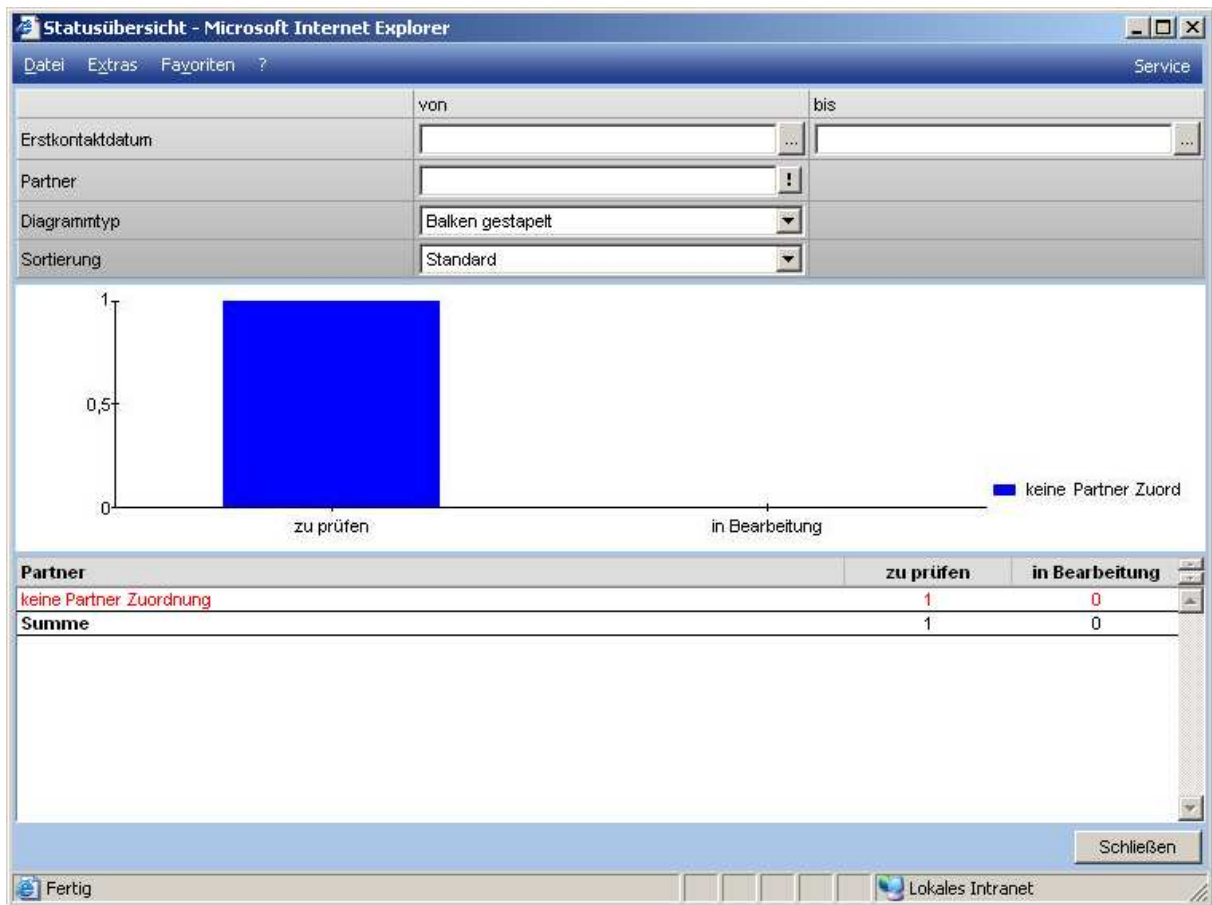 Statusübersicht - Microsoft Internet Explorer
Datei Extras Favoriten ? Service
von bis
Erstkontaktdatum ... ...
Partner !
Diagrammtyp Balken gestapelt
Sortierung Standard
1
0,5
0
zu prüfen in Bearbeitung
keine Partner Zuord
Partner zu prüfen in Bearbeitung
keine Partner Zuordnung 1 0
Summe 1 0
Schließen
Fertig Lokales Intranet